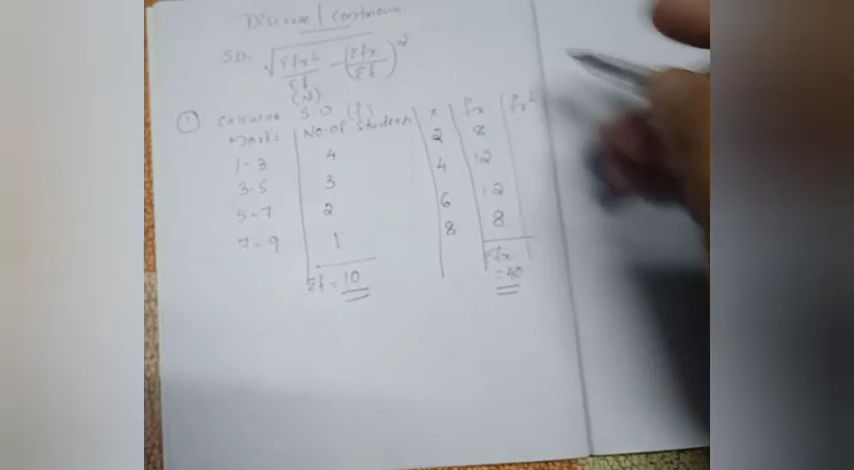 Discrete | Continuous
SD: √ Σfx²/Σf - (Σfx/Σf)²
(N)
① Calculate S.D (f)
Marks No. of Students x fx fx²
1-3 4 2 8
3-5 3 4 12
5-7 2 6 12
7-9 1 8 8
Σf = 10 Σfx
= 40